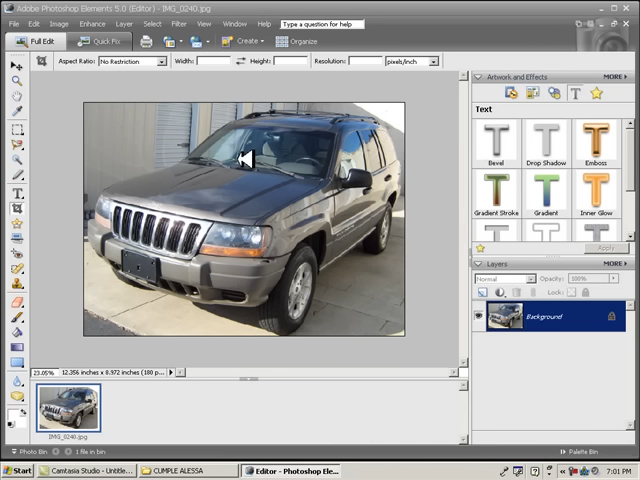 Adobe Photoshop Elements 5.0 (Editor) - IMG_0240.jpg
File Edit Image Enhance Layer Select Filter View Window Help Type a question for help
Full Edit Quick Fix Create Organize
Aspect Ratio: No Restriction Width: Height: Resolution: pixels/inch
Artwork and Effects MORE
Text
Bevel Drop Shadow Emboss
Gradient Stroke Gradient Inner Glow
Apply
Layers MORE
Normal Opacity: 100%
Lock:
Background
23.05% 12.356 inches x 8.972 inches (180 p...
IMG_0240.jpg
Photo Bin 1 file in bin Palette Bin
Start Camtasia Studio - Untitle... CUMPLE ALESSA Editor - Photoshop Ele... 7:01 PM